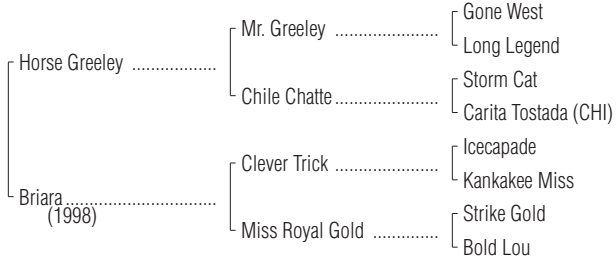 Gone West
Mr. Greeley ..................
Long Legend
Horse Greeley ..................
Storm Cat
Chile Chatte ..................
Carita Tostada (CHI)
Icecapade
Clever Trick ..................
Kankakee Miss
Briara ..................
(1998)
Strike Gold
Miss Royal Gold ..................
Bold Lou